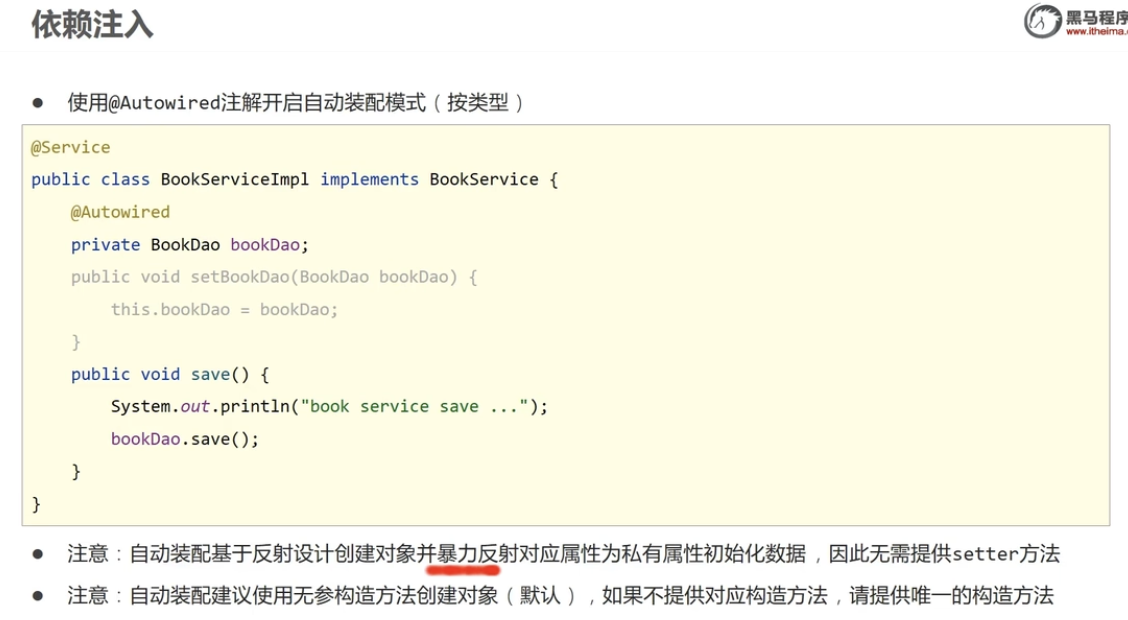 依赖注入
黑马程序
www.itheima.c
● 使用@Autowired注解开启自动装配模式（按类型）
@Service
public class BookServiceImpl implements BookService {
@Autowired
private BookDao bookDao;
public void setBookDao(BookDao bookDao) {
this.bookDao = bookDao;
}
public void save() {
System.out.println("book service save ...");
bookDao.save();
}
}
● 注意：自动装配基于反射设计创建对象并暴力反射对应属性为私有属性初始化数据，因此无需提供setter方法
● 注意：自动装配建议使用无参构造方法创建对象（默认），如果不提供对应构造方法，请提供唯一的构造方法